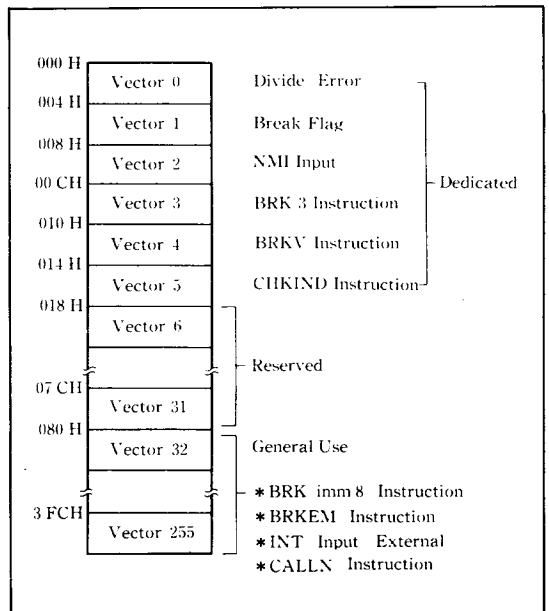 000 H
Vector 0 Divide Error
004 H
Vector 1 Break Flag
008 H
Vector 2 NMI Input
00 CH Dedicated
Vector 3 BRK 3 Instruction
010 H
Vector 4 BRKV Instruction
014 H
Vector 5 CHKIND Instruction
018 H
Vector 6
Reserved
07 CH
Vector 31
080 H
Vector 32 General Use
*BRK imm 8 Instruction
3 FCH *BRKEM Instruction
Vector 255 *INT Input External
*CALLN Instruction